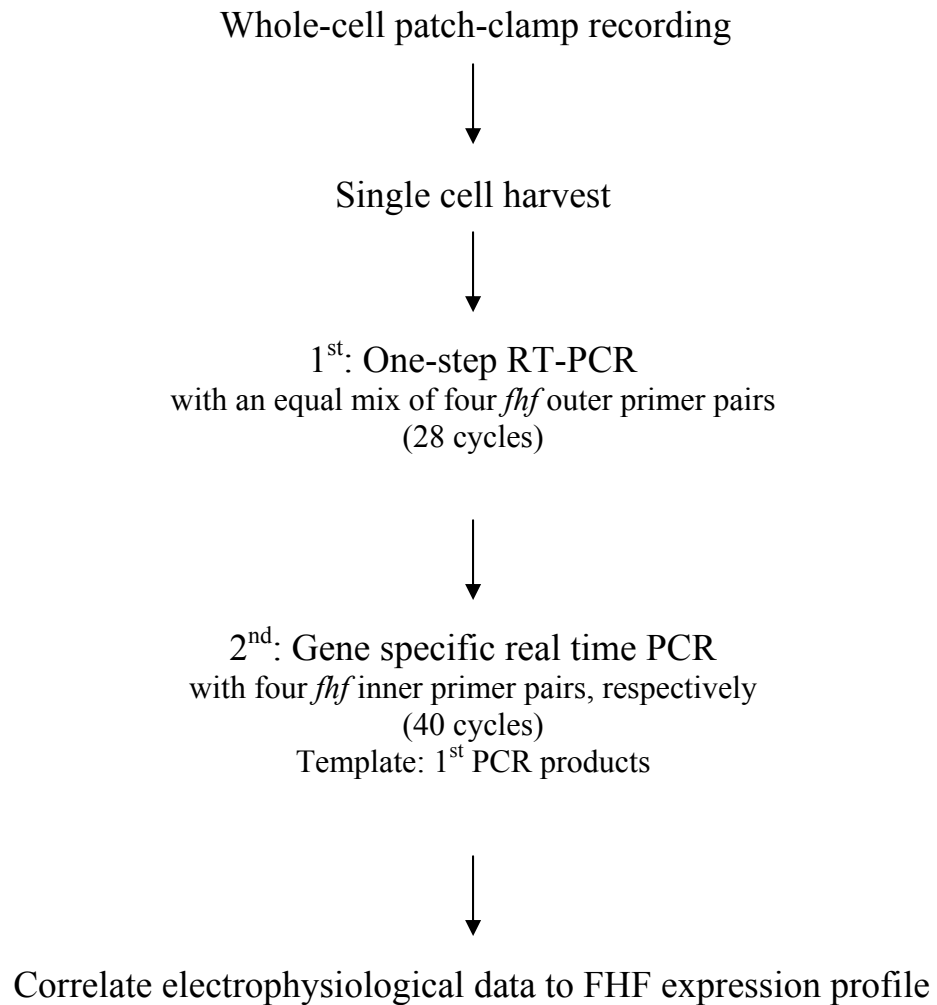 Whole-cell patch-clamp recording
Single cell harvest
1st: One-step RT-PCR
with an equal mix of four fhf outer primer pairs
(28 cycles)
2nd: Gene specific real time PCR
with four fhf inner primer pairs, respectively
(40 cycles)
Template: 1st PCR products
Correlate electrophysiological data to FHF expression profile